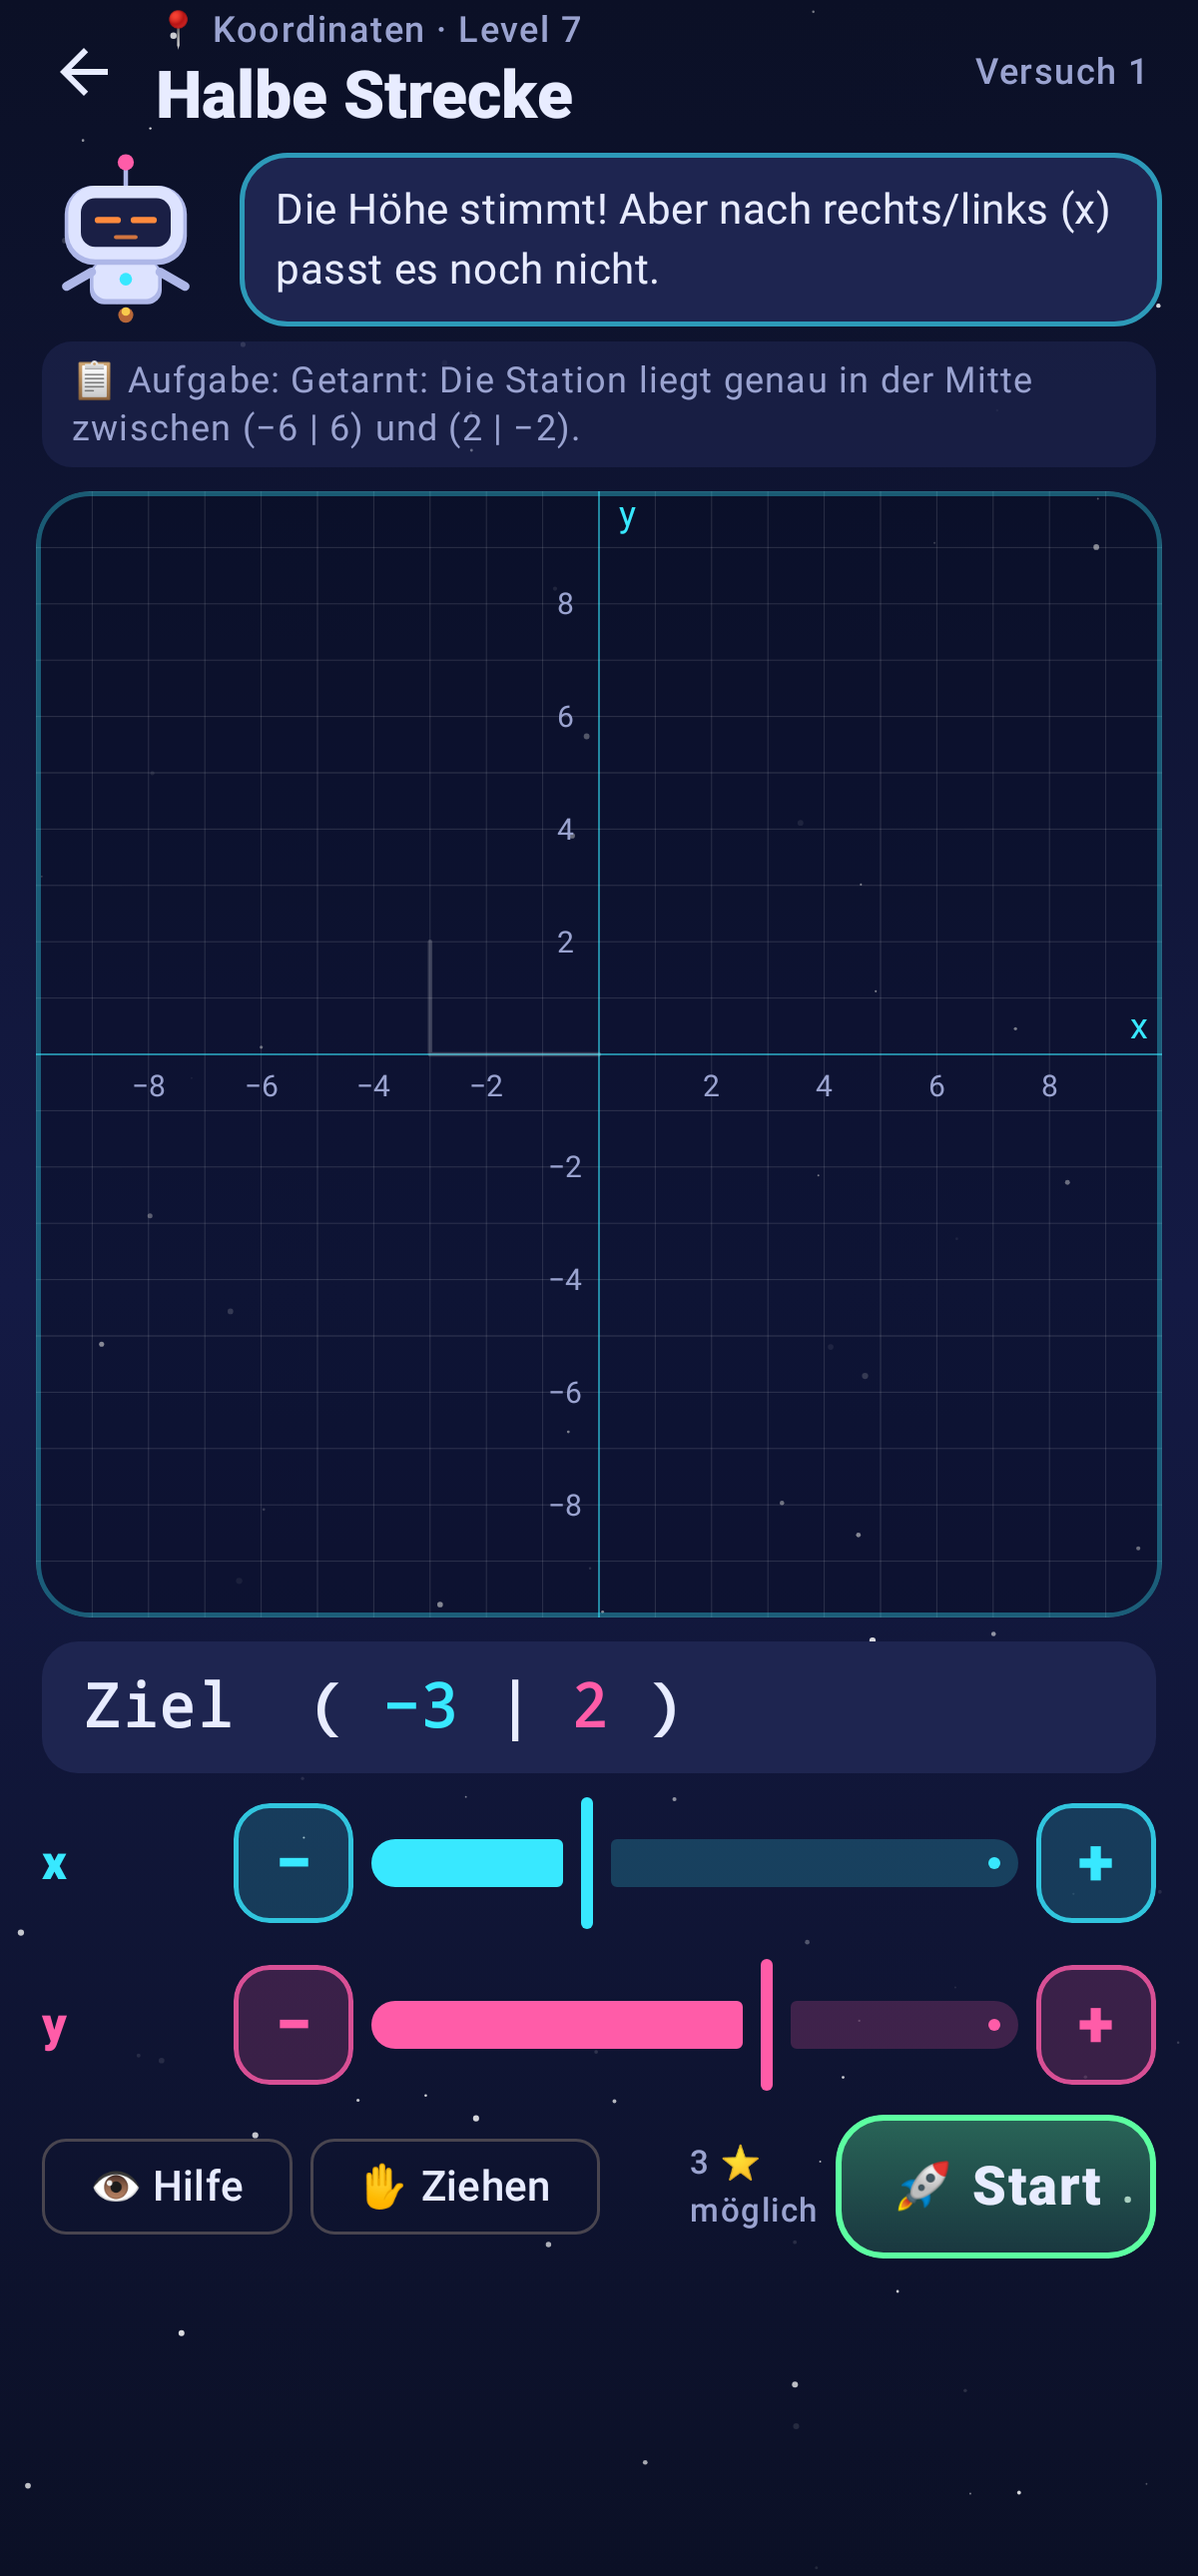 📍 Koordinaten · Level 7
Halbe Strecke
Versuch 1
Die Höhe stimmt! Aber nach rechts/links (x)
passt es noch nicht.
📋 Aufgabe: Getarnt: Die Station liegt genau in der Mitte
zwischen (−6 | 6) und (2 | −2).
y
8
6
4
2
x
−8 −6 −4 −2 2 4 6 8
−2
−4
−6
−8
Ziel ( −3 | 2 )
x − +
y − +
👁️ Hilfe
✋ Ziehen
3 ⭐
möglich
🚀 Start